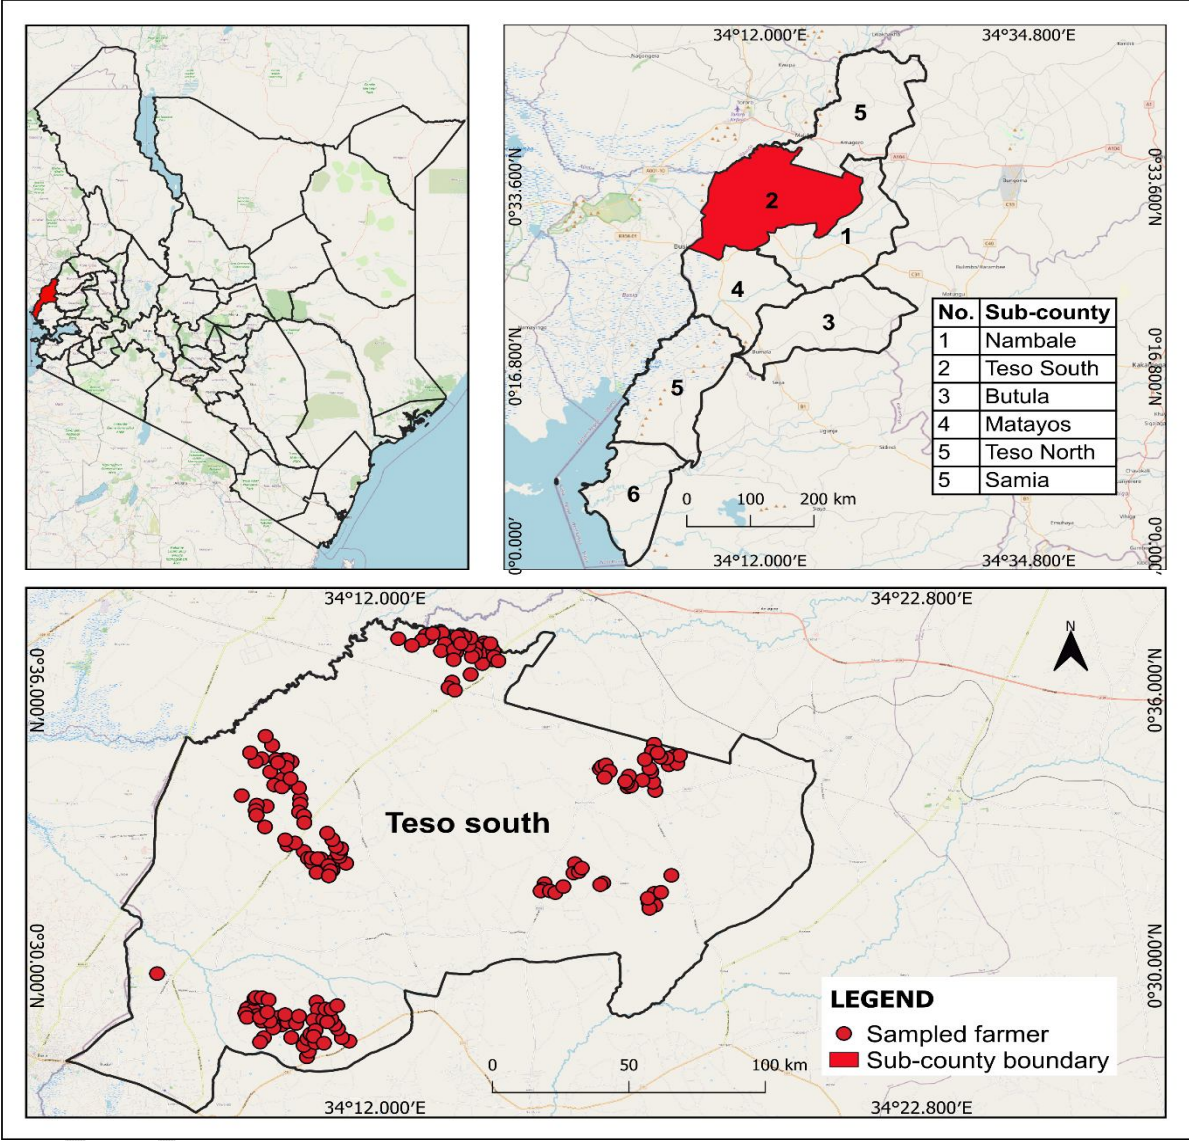 34°12.000′E 34°34.800′E
0°33.600′N
0°33.600′N
0°16.800′N
0°16.800′N
0°0.000′
0°0.000′
5
2
1
4
3
5
6
Busia
Bungoma
No. Sub-county
1 Nambale
2 Teso South
3 Butula
4 Matayos
5 Teso North
5 Samia
0 100 200 km
34°12.000′E 34°34.800′E
34°12.000′E 34°22.800′E
N
0°36.000′N
0°36.000′N
Teso south
0°30.000′N
0°30.000′N
LEGEND
Sampled farmer
Sub-county boundary
0 50 100 km
34°12.000′E 34°22.800′E